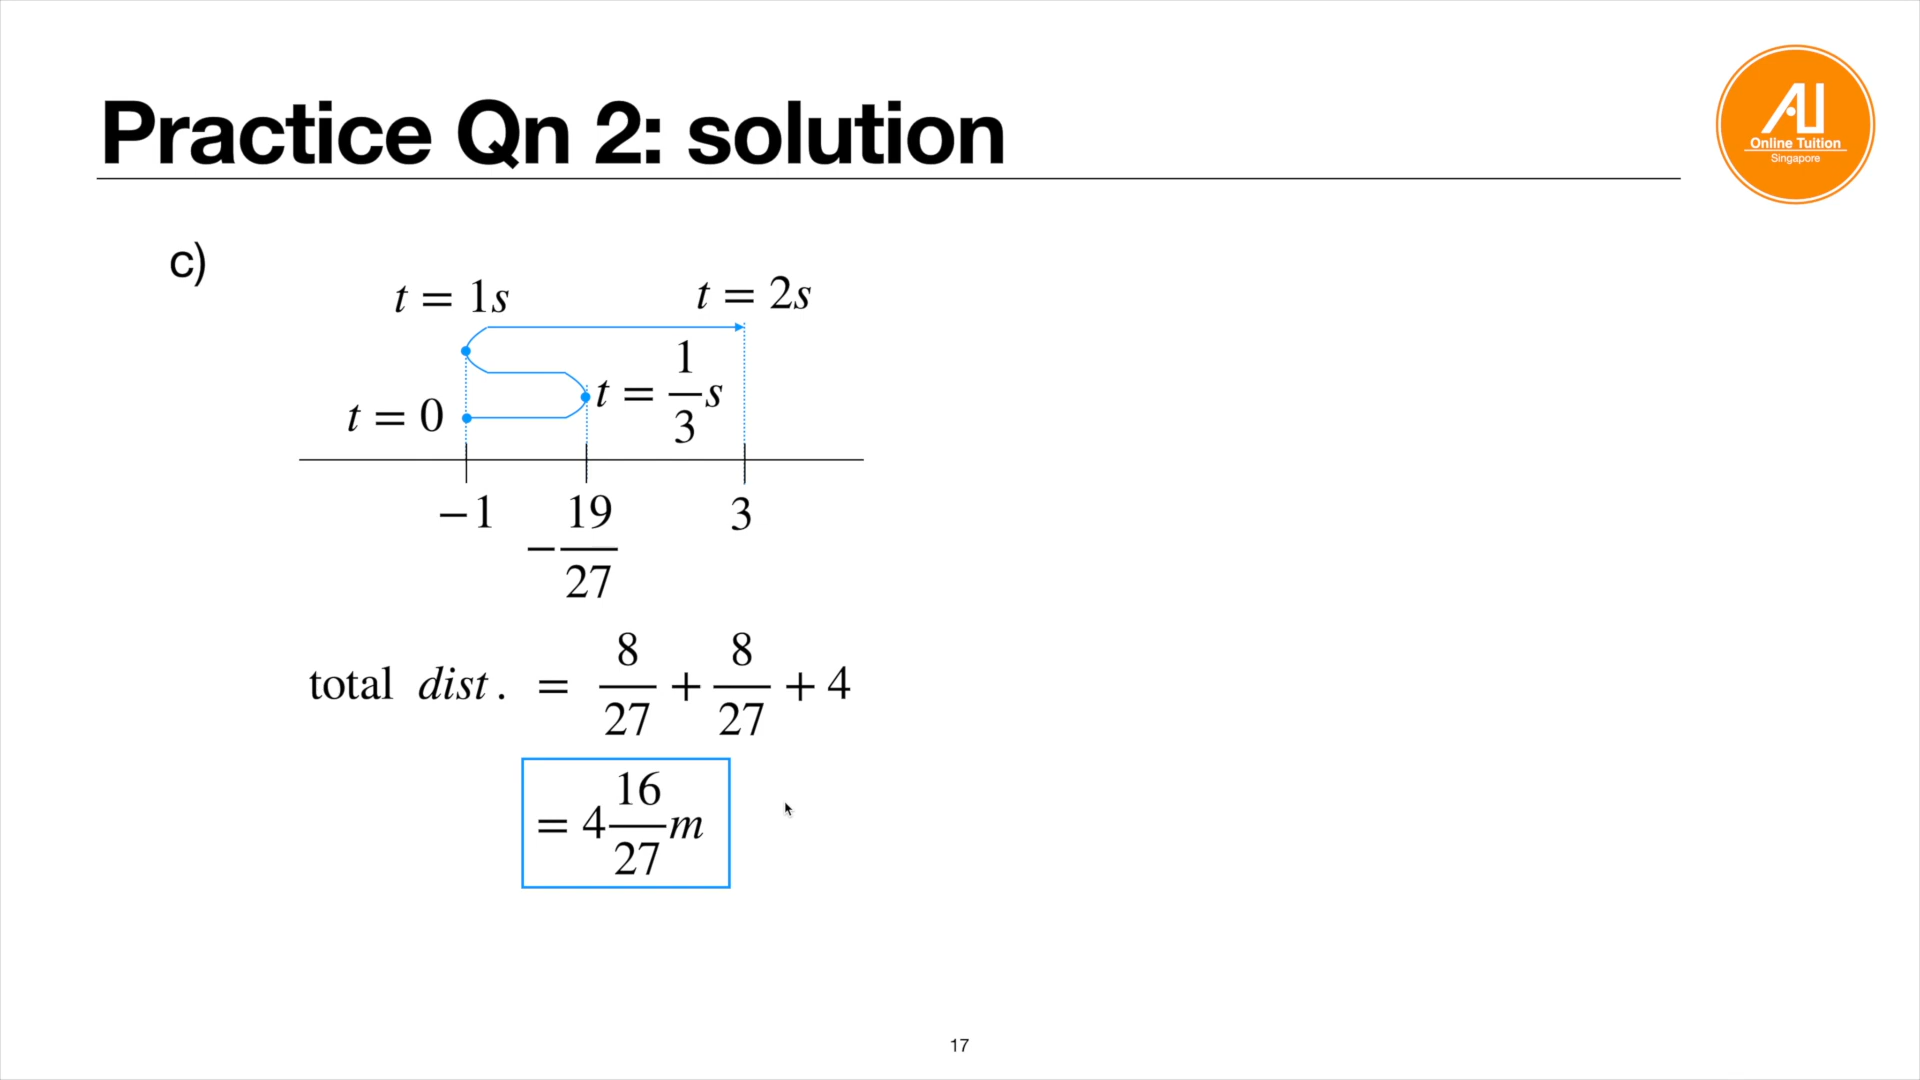 Practice Qn 2: solution
AI
Online Tuition
Singapore
c)
t = 1s
t = 2s
t = 1/3 s
t = 0
−1
−19/27
3
total dist. = 8/27 + 8/27 + 4
= 4 16/27 m
17